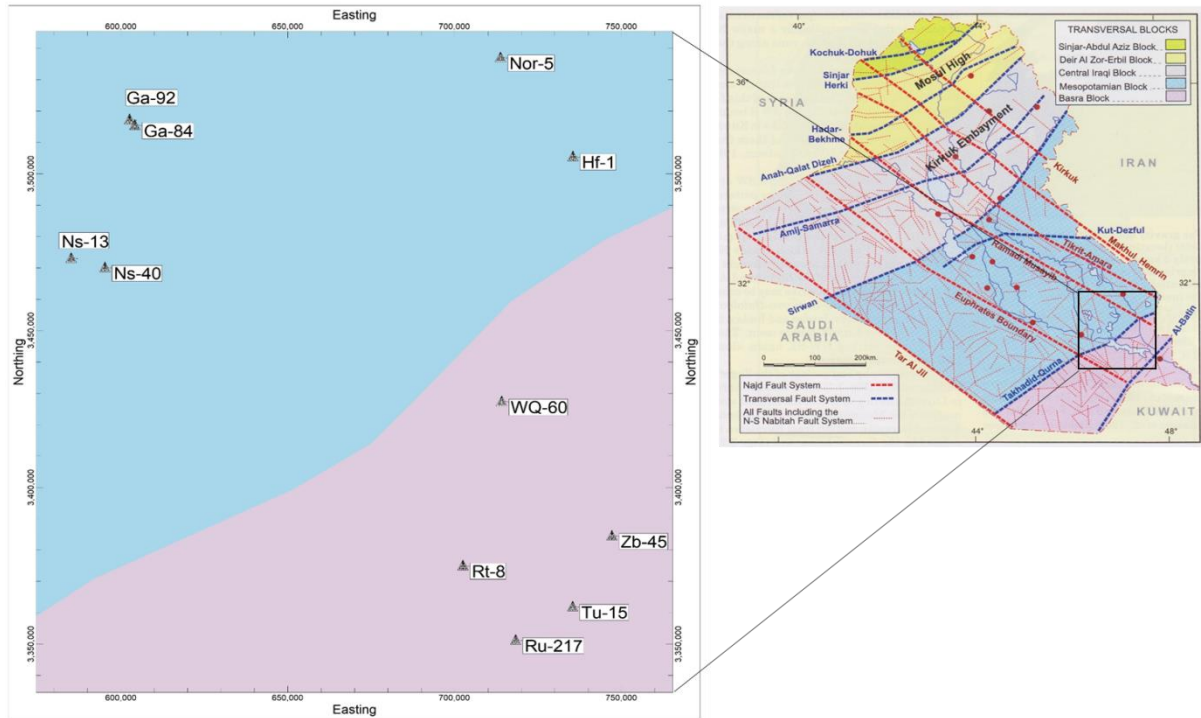 Easting
600,000
650,000
700,000
750,000
Nor-5
Ga-92
Ga-84
Hf-1
Ns-13
Ns-40
WQ-60
Zb-45
Rt-8
Tu-15
Ru-217
Northing
3,500,000
3,450,000
3,400,000
3,350,000
Northing
3,500,000
3,450,000
3,400,000
3,350,000
600,000
650,000
700,000
750,000
Easting
40°
44°
TRANSVERSAL BLOCKS
Sinjar-Abdul Aziz Block
Deir Al Zor-Erbil Block
Central Iraqi Block
Mesopotamian Block
Basra Block
Kochuk-Dohuk
Sinjar
Herki
Mosul High
36°
36°
SYRIA
Hadar-
Bekhme
Kirkuk Embayment
IRAN
Anah-Qalat Dizeh
Kirkuk
Amij-Samarra
Kut-Dezful
Makhul, Hemrin
Tikrit-Amara
Ramadi Musayib
32°
32°
Sirwan
Euphrates Boundary
Al-Batin
SAUDI
ARABIA
0 100 200km.
Tar Al Jil
Takhadid-Qurna
Najd Fault System
Transversal Fault System
All Faults including the
N-S Nabitah Fault System
KUWAIT
44°
48°